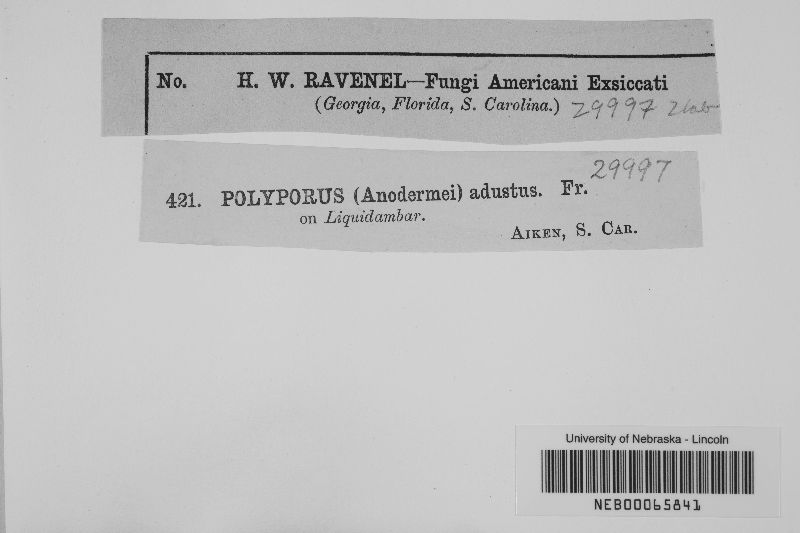 No. H. W. RAVENEL—Fungi Americani Exsiccati
(Georgia, Florida, S. Carolina.) 29997
29997
421. POLYPORUS (Anodermei) adustus. Fr.
on Liquidambar.
AIKEN, S. CAR.
University of Nebraska - Lincoln
NEB00065841